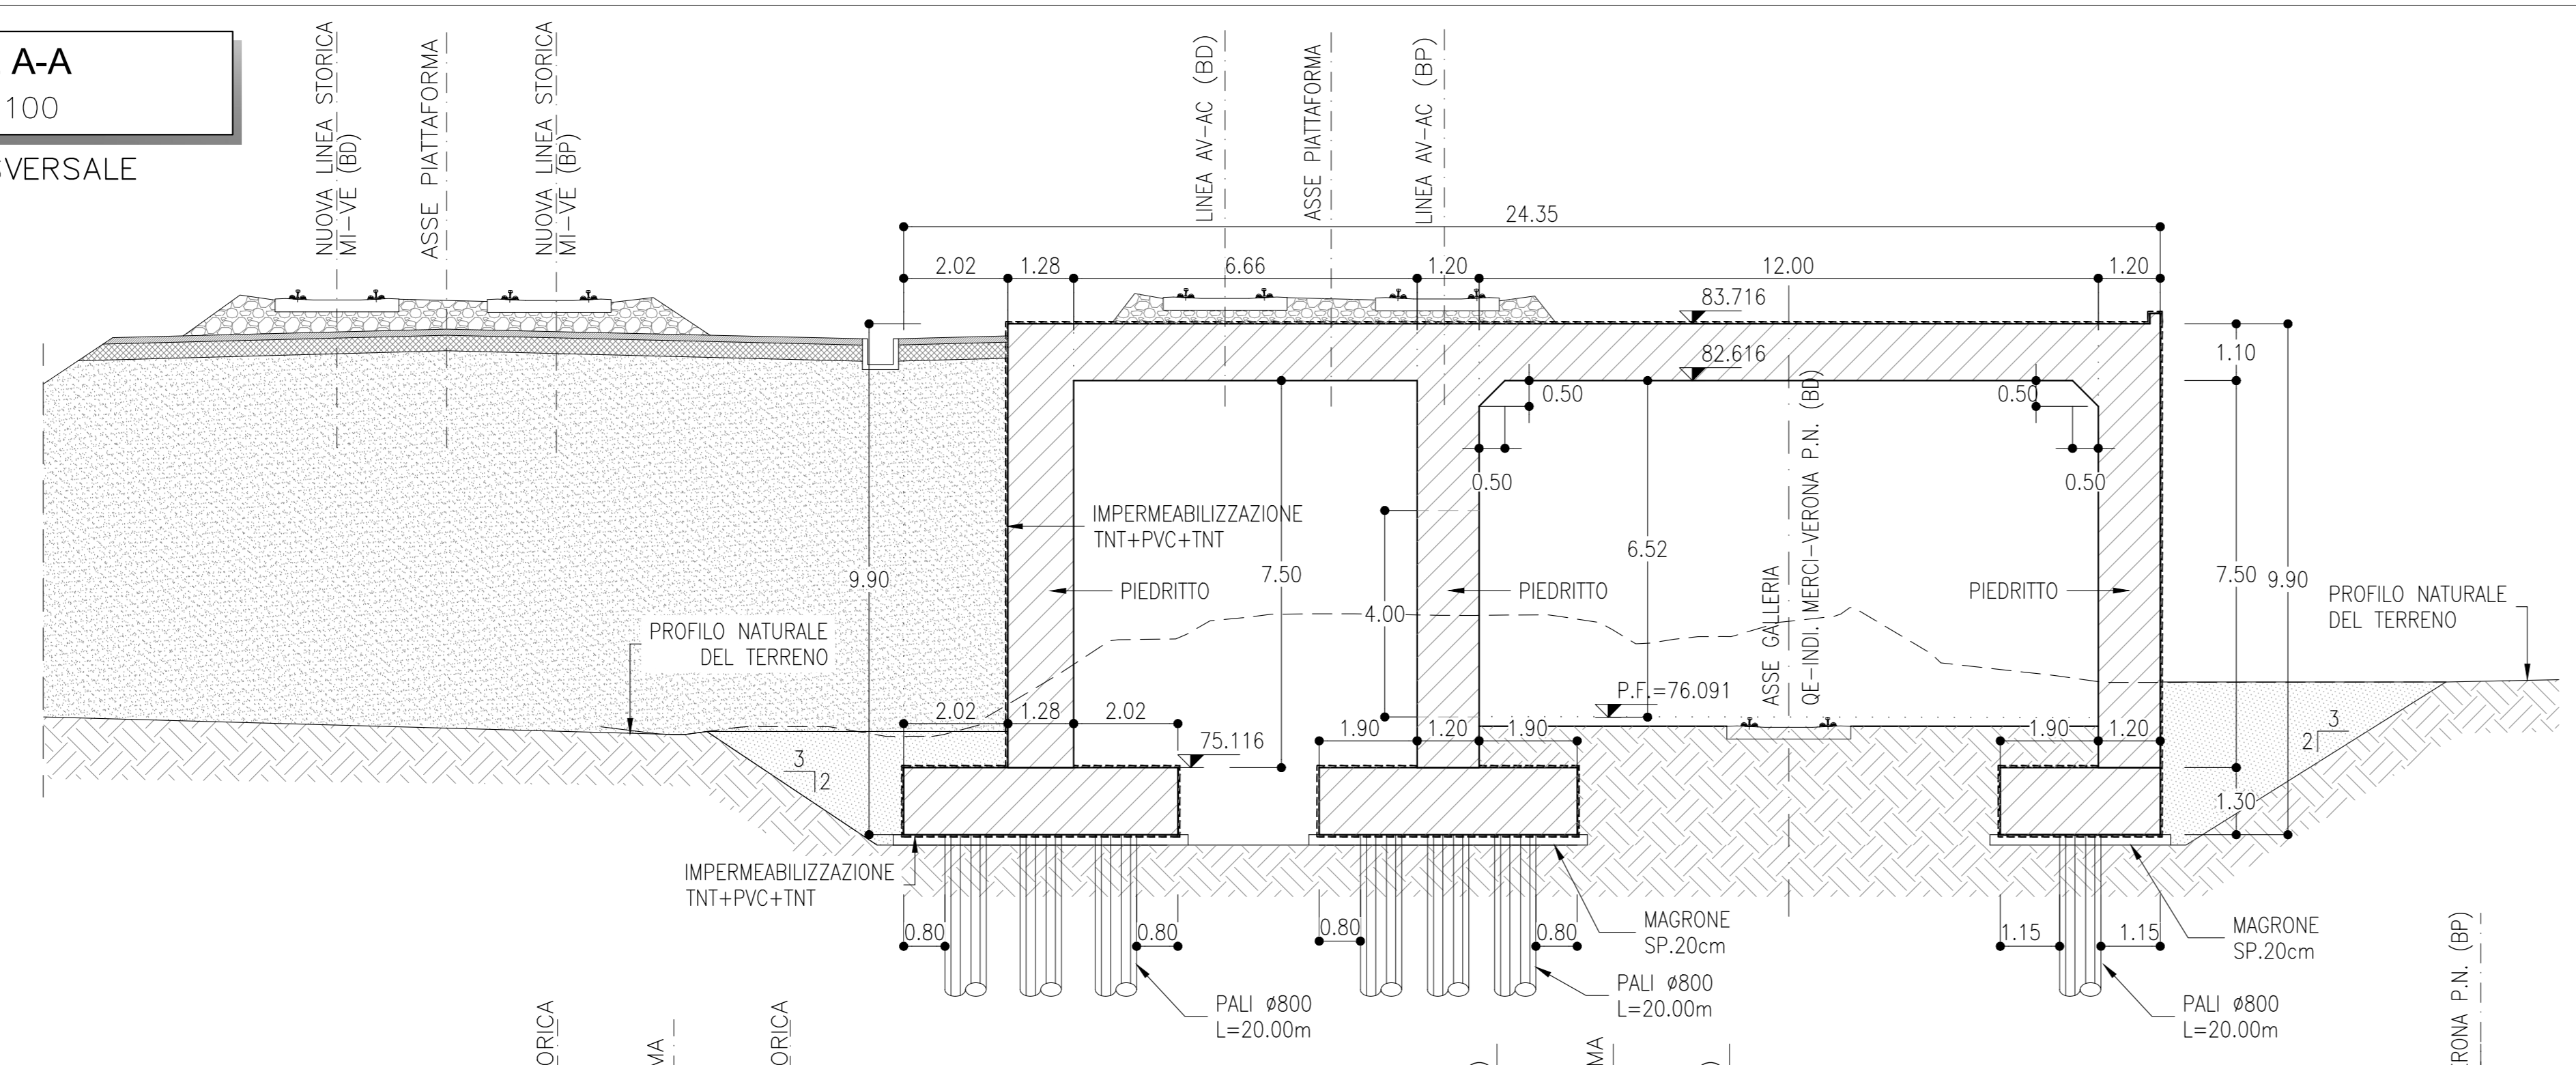 A-A
100
SVERSALE
NUOVA LINEA STORICA
MI-VE (BD)
ASSE PIATTAFORMA
NUOVA LINEA STORICA
MI-VE (BP)
LINEA AV-AC (BD)
ASSE PIATTAFORMA
LINEA AV-AC (BP)
24.35
2.02 1.28 6.66 1.20 12.00 1.20
83.716
82.616
1.10
0.50
0.50
0.50
0.50
IMPERMEABILIZZAZIONE
TNT+PVC+TNT
6.52
7.50
9.90
4.00
PIEDRITTO
PIEDRITTO
PIEDRITTO
ASSE GALLERIA
QE-INDI. MERCI-VERONA P.N. (BD)
7.50
9.90
PROFILO NATURALE
DEL TERRENO
PROFILO NATURALE
DEL TERRENO
P.F.=76.091
2.02 1.28 2.02
75.116
1.90 1.20 1.90
1.90 1.20
3
2
3
2
1.30
IMPERMEABILIZZAZIONE
TNT+PVC+TNT
0.80
0.80
0.80
0.80
1.15
1.15
MAGRONE
SP.20cm
MAGRONE
SP.20cm
PALI ø800
L=20.00m
PALI ø800
L=20.00m
PALI ø800
L=20.00m
ORICA
MA
ORICA
)
MA
)
ERONA P.N. (BP)